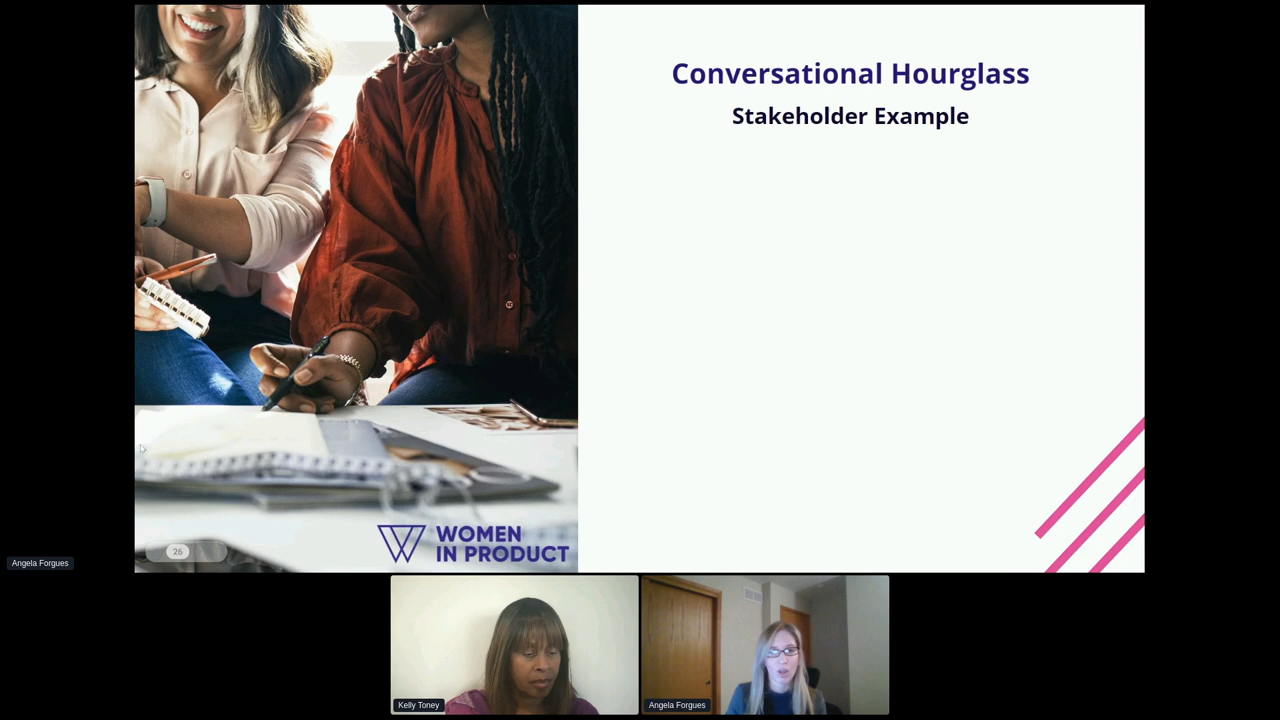 Conversational Hourglass
Stakeholder Example
WOMEN
IN PRODUCT
26
Angela Forgues
Kelly Toney
Angela Forgues